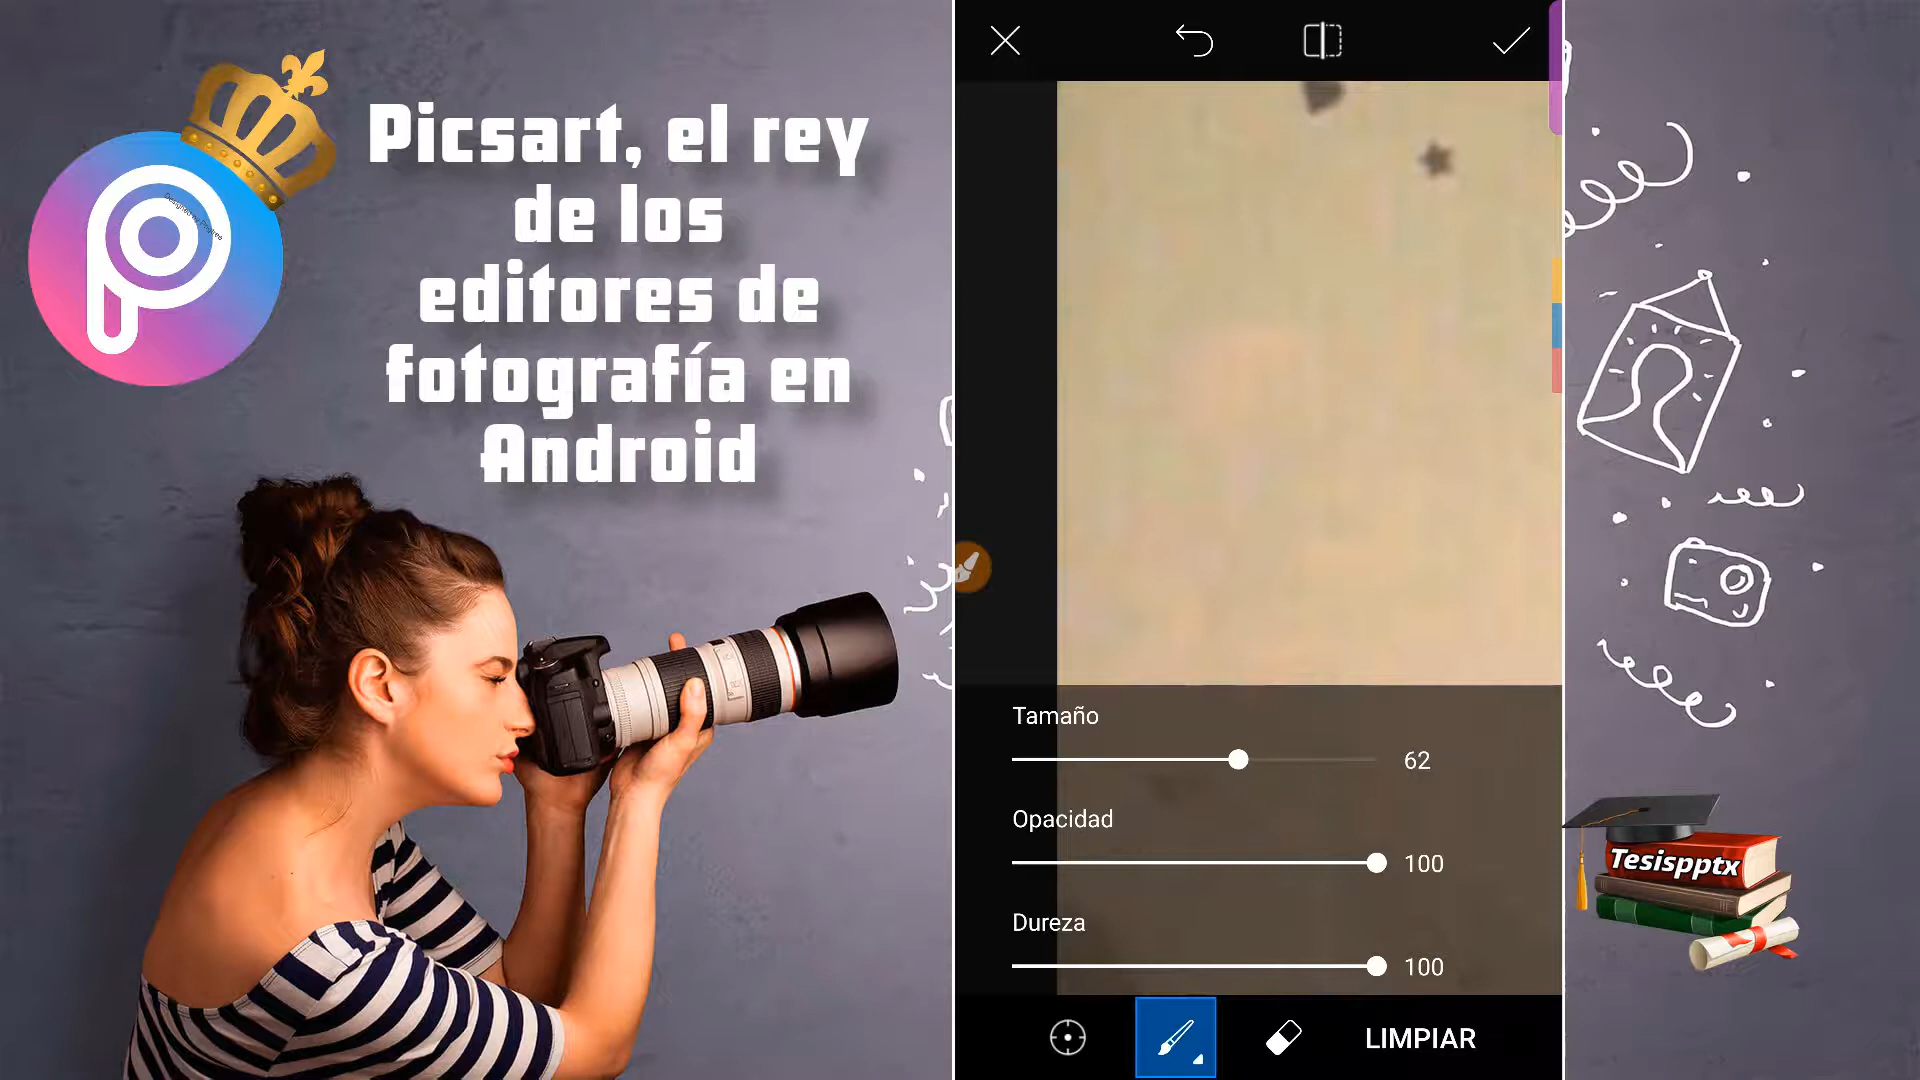 Picsart, el rey
de los
editores de
fotografía en
Android
Tamaño
62
Opacidad
100
Dureza
100
LIMPIAR
Tesispptx